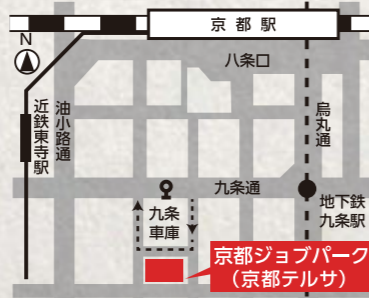 京都駅
N
八条口
近鉄東寺駅
油小路通
烏丸通
九条通
九条
車庫
地下鉄
九条駅
京都ジョブパーク
（京都テルサ）